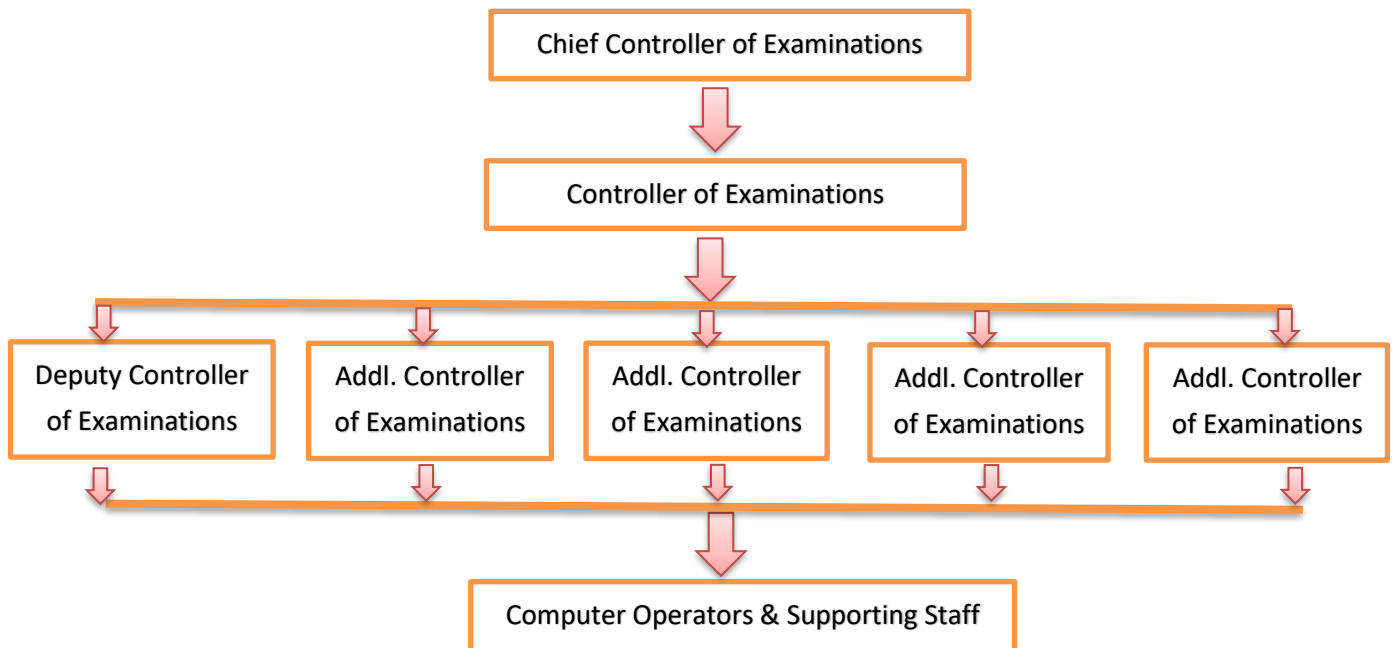 Chief Controller of Examinations
Controller of Examinations
Deputy Controller
of Examinations
Addl. Controller
of Examinations
Addl. Controller
of Examinations
Addl. Controller
of Examinations
Addl. Controller
of Examinations
Computer Operators & Supporting Staff